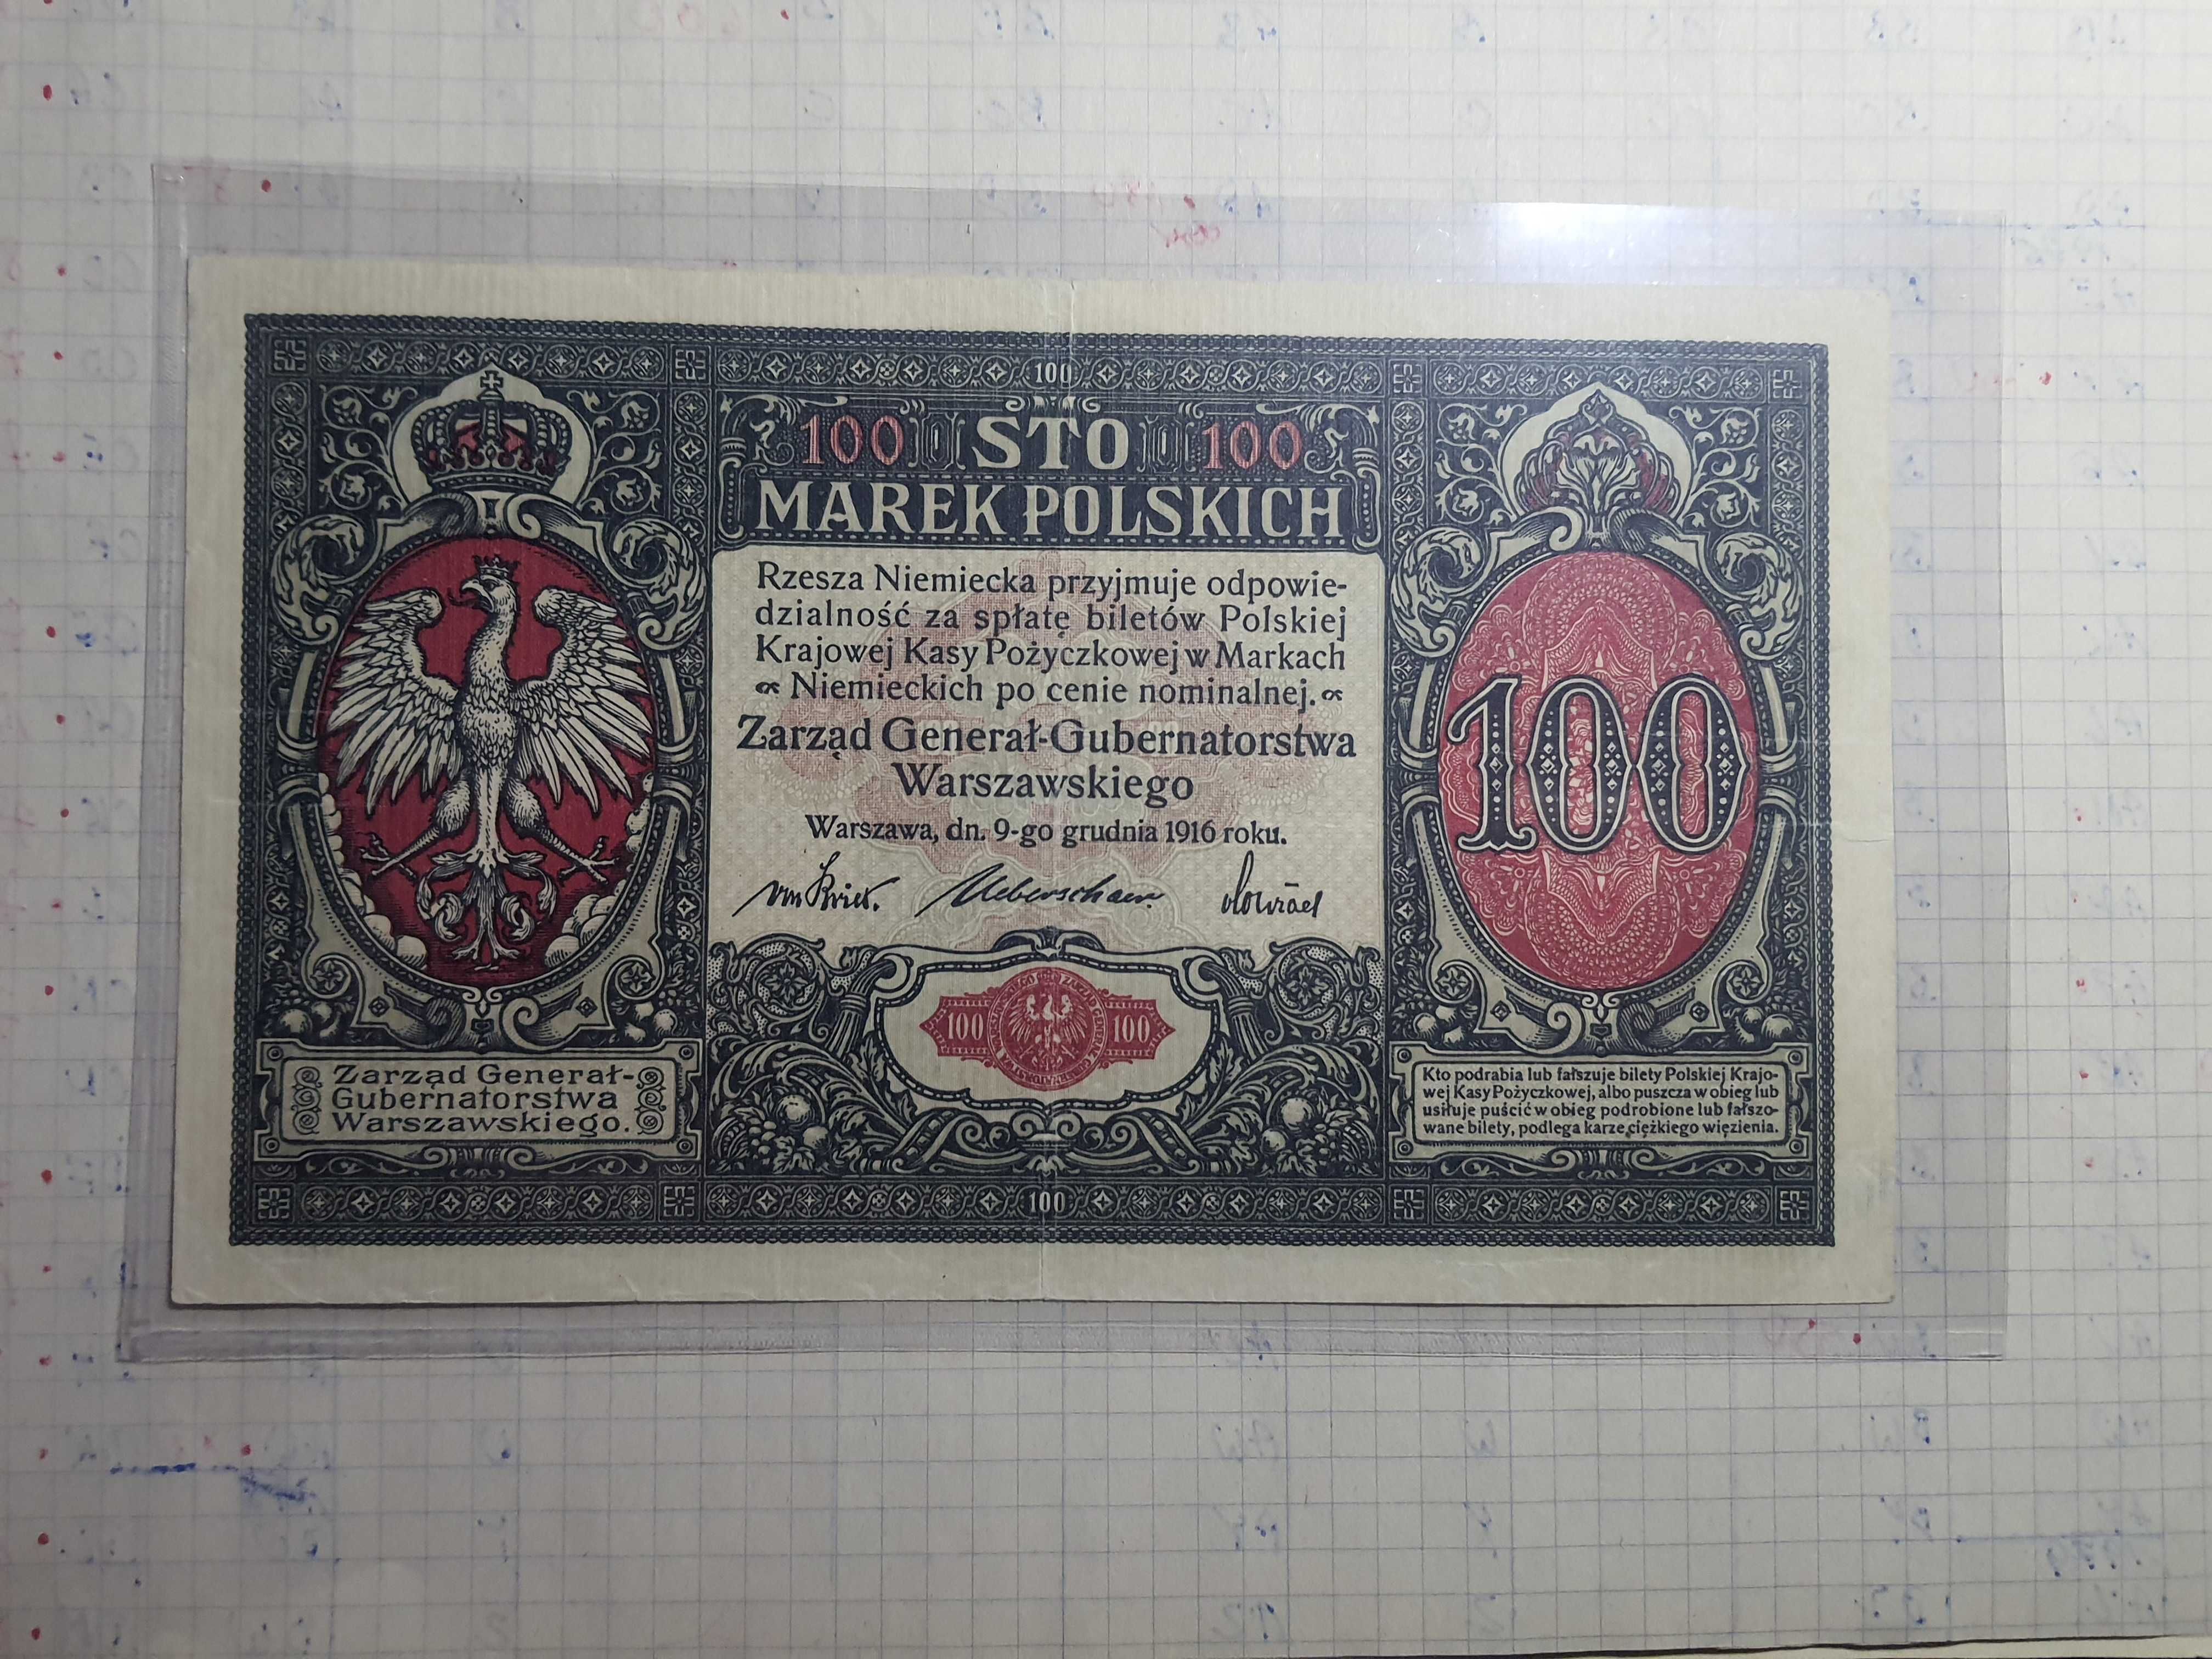 100
100 STO 100
MAREK POLSKICH
Rzesza Niemiecka przyjmuje odpowie-
dzialność za spłatę biletów Polskiej
Krajowej Kasy Pożyczkowej w Markach
Niemieckich po cenie nominalnej.
Zarząd Generał-Gubernatorstwa
Warszawskiego
Warszawa, dn. 9-go grudnia 1916 roku.
von Kries.
Ueberschaer.
100
100 100
Zarząd Generał-
Gubernatorstwa
Warszawskiego.
Kto podrabia lub fałszuje bilety Polskiej Krajo-
wej Kasy Pożyczkowej, albo puszcza w obieg lub
usiłuje puścić w obieg podrobione lub fałszo-
wane bilety, podlega karze ciężkiego więzienia.
100